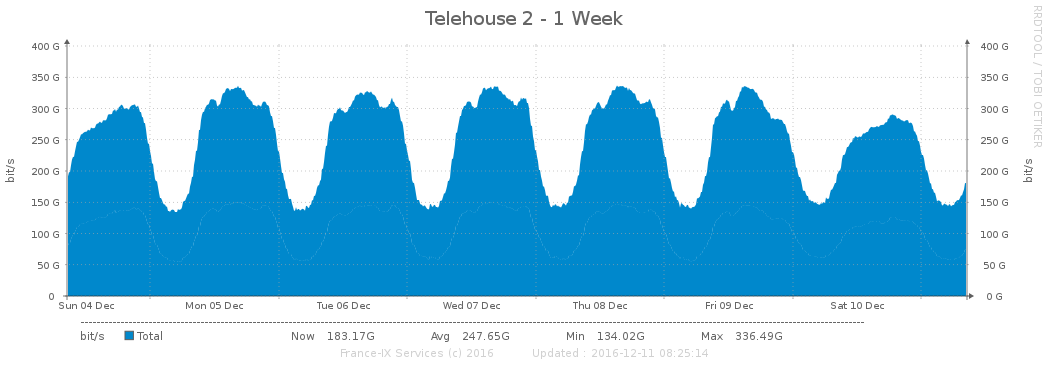 Telehouse 2 - 1 Week
RRDTOOL / TOBI OETIKER
bit/s
400 G 400 G
350 G 350 G
300 G 300 G
250 G 250 G
200 G 200 G
150 G 150 G
100 G 100 G
50 G 50 G
0 0 G
bit/s
Sun 04 Dec Mon 05 Dec Tue 06 Dec Wed 07 Dec Thu 08 Dec Fri 09 Dec Sat 10 Dec
bit/s Total Now 183.17G Avg 247.65G Min 134.02G Max 336.49G
France-IX Services (c) 2016 Updated : 2016-12-11 08:25:14